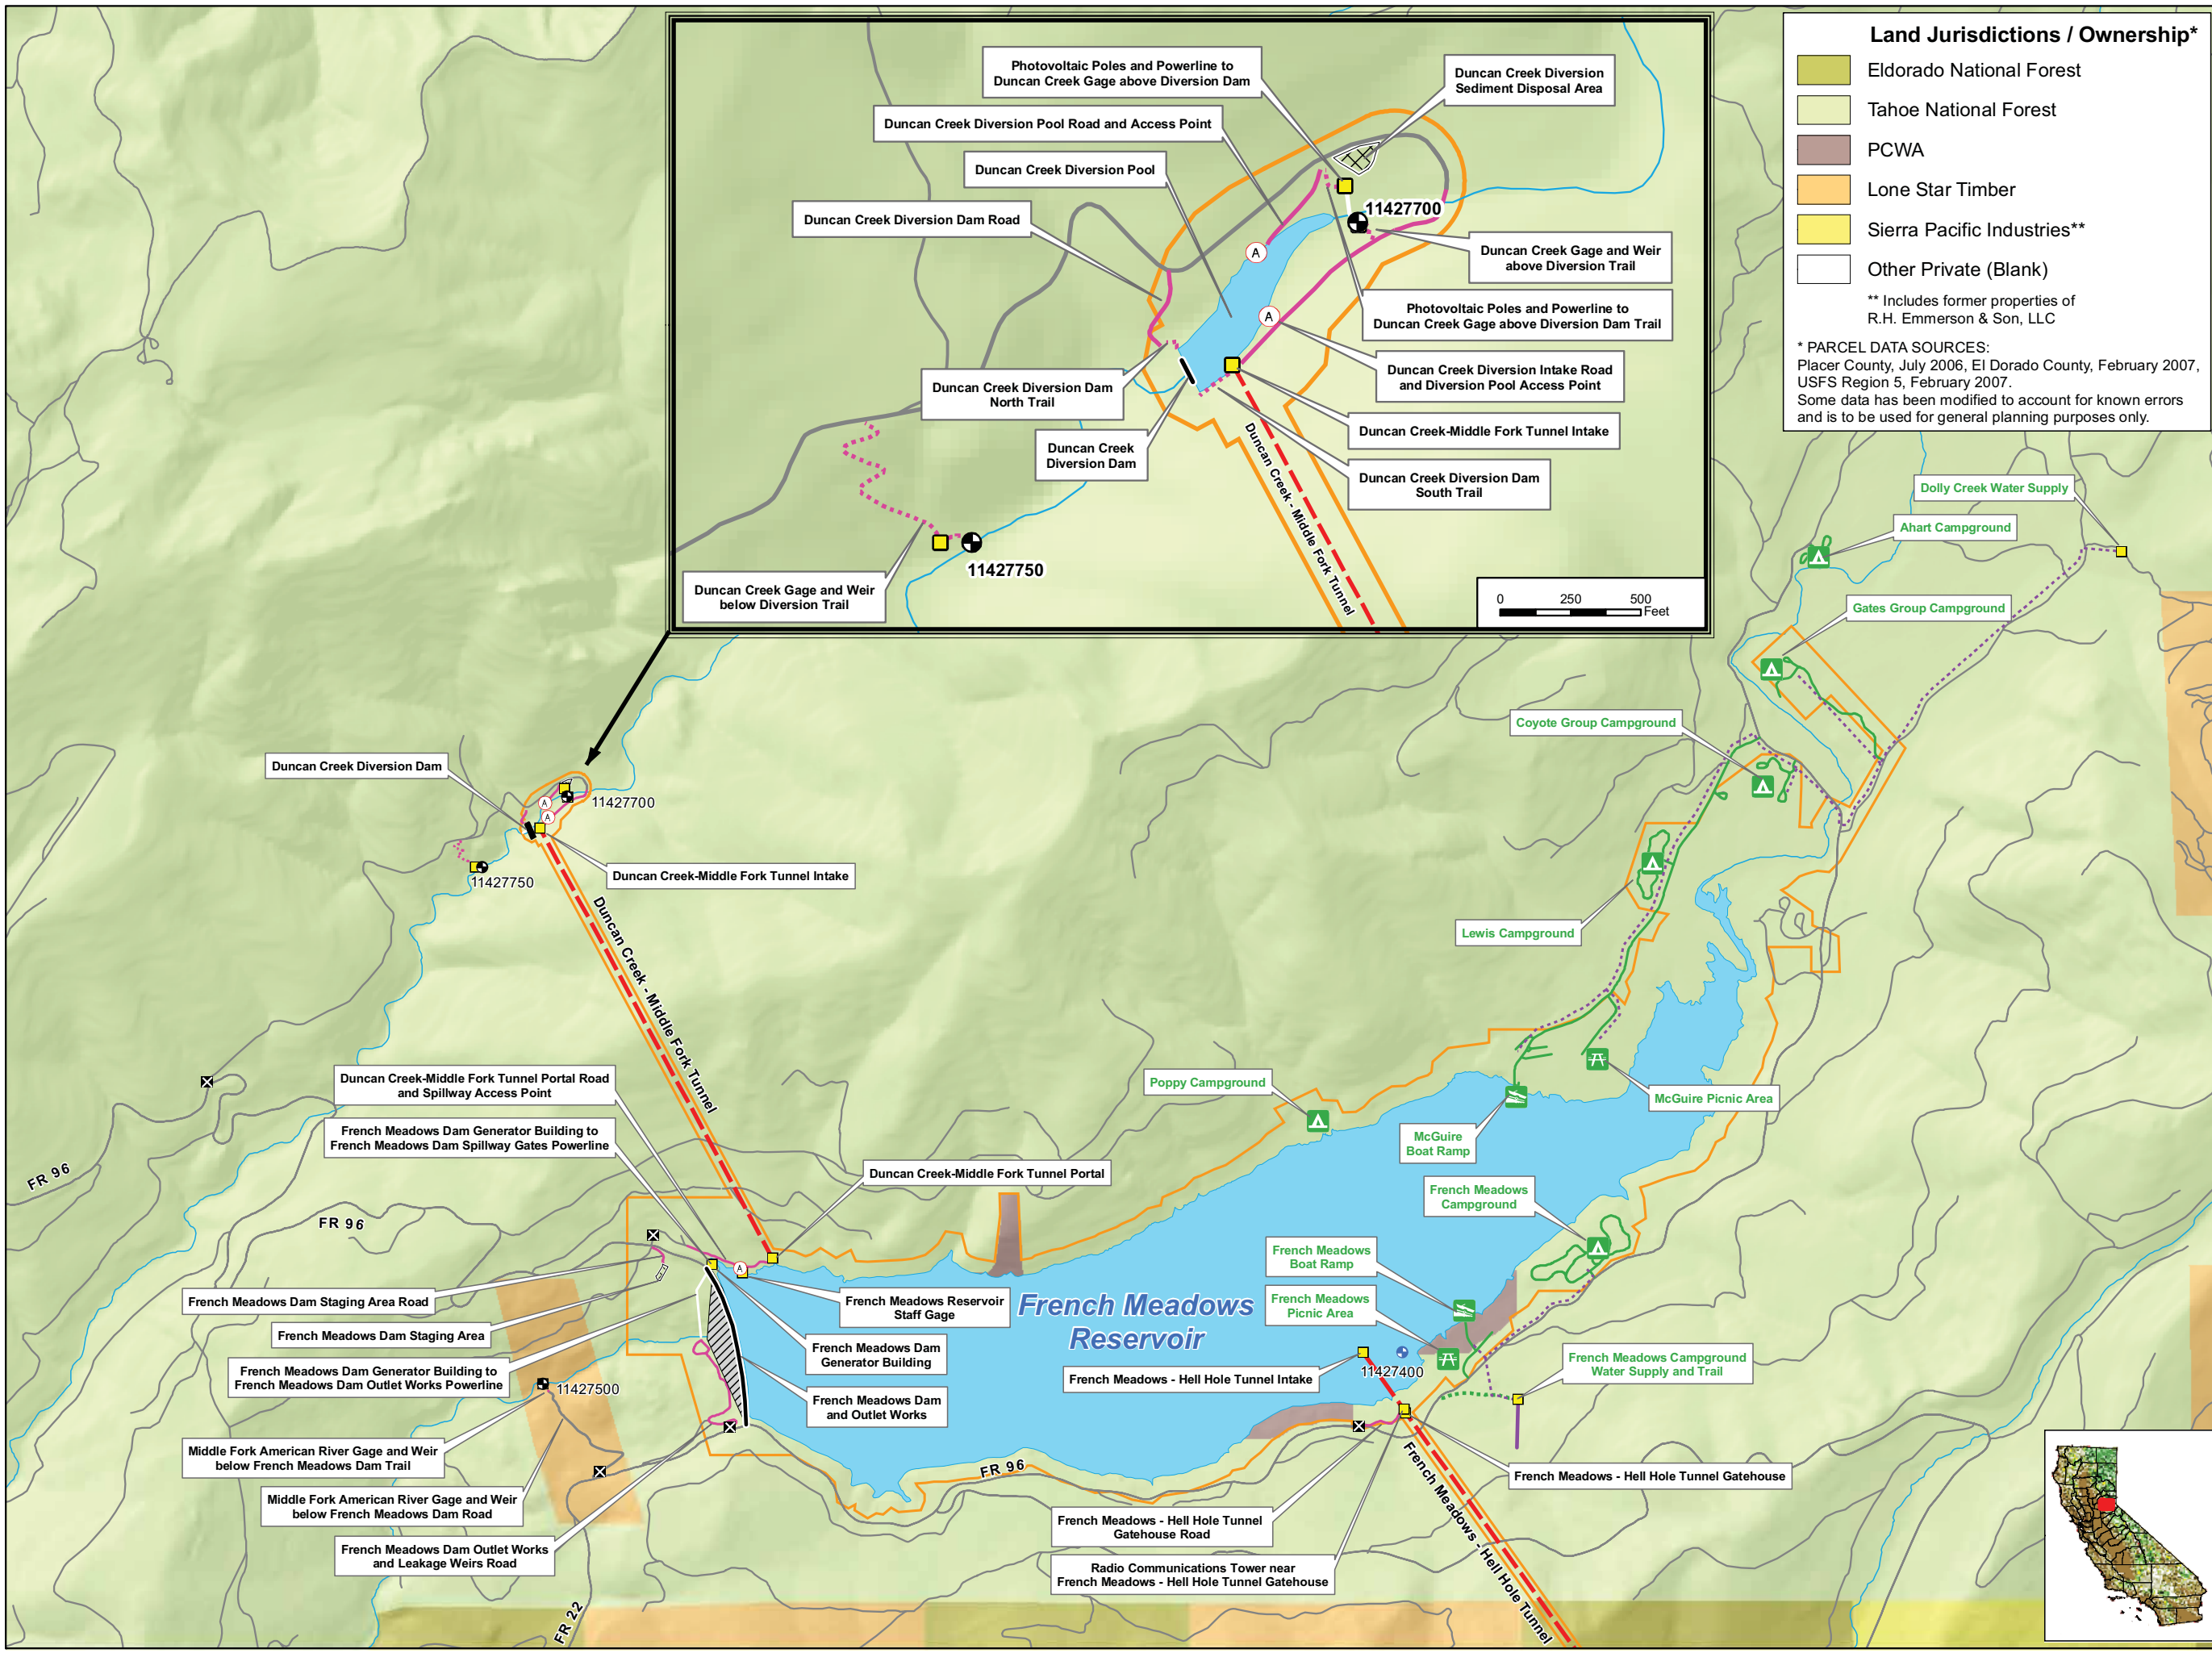 Photovoltaic Poles and Powerline to
Duncan Creek Gage above Diversion Dam
Duncan Creek Diversion
Sediment Disposal Area
Duncan Creek Diversion Pool Road and Access Point
Duncan Creek Diversion Pool
Duncan Creek Diversion Dam Road
11427700
A
Duncan Creek Gage and Weir
above Diversion Trail
A
Photovoltaic Poles and Powerline to
Duncan Creek Gage above Diversion Dam Trail
Duncan Creek Diversion Intake Road
and Diversion Pool Access Point
Duncan Creek Diversion Dam
North Trail
Duncan Creek-Middle Fork Tunnel Intake
Duncan Creek
Diversion Dam
Duncan Creek Diversion Dam
South Trail
Duncan Creek - Middle Fork Tunnel
11427750
Duncan Creek Gage and Weir
below Diversion Trail
0 250 500
Feet
Land Jurisdictions / Ownership*
Eldorado National Forest
Tahoe National Forest
PCWA
Lone Star Timber
Sierra Pacific Industries**
Other Private (Blank)
** Includes former properties of
R.H. Emmerson & Son, LLC
* PARCEL DATA SOURCES:
Placer County, July 2006, El Dorado County, February 2007,
USFS Region 5, February 2007.
Some data has been modified to account for known errors
and is to be used for general planning purposes only.
Dolly Creek Water Supply
Ahart Campground
Gates Group Campground
Coyote Group Campground
Lewis Campground
Duncan Creek Diversion Dam
A
11427700
A
11427750
Duncan Creek-Middle Fork Tunnel Intake
Duncan Creek - Middle Fork Tunnel
Duncan Creek-Middle Fork Tunnel Portal Road
and Spillway Access Point
French Meadows Dam Generator Building to
French Meadows Dam Spillway Gates Powerline
Duncan Creek-Middle Fork Tunnel Portal
Poppy Campground
McGuire Picnic Area
McGuire
Boat Ramp
French Meadows
Campground
FR 96
FR 96
A
French Meadows Dam Staging Area Road
French Meadows Dam Staging Area
French Meadows Dam Generator Building to
French Meadows Dam Outlet Works Powerline
11427500
Middle Fork American River Gage and Weir
below French Meadows Dam Trail
Middle Fork American River Gage and Weir
below French Meadows Dam Road
French Meadows Dam Outlet Works
and Leakage Weirs Road
FR 22
French Meadows Reservoir
Staff Gage
French Meadows Dam
Generator Building
French Meadows Dam
and Outlet Works
French Meadows
Reservoir
French Meadows
Boat Ramp
French Meadows
Picnic Area
11427400
French Meadows - Hell Hole Tunnel Intake
French Meadows Campground
Water Supply and Trail
French Meadows - Hell Hole Tunnel Gatehouse
FR 96
French Meadows - Hell Hole Tunnel
Gatehouse Road
Radio Communications Tower near
French Meadows - Hell Hole Tunnel Gatehouse
French Meadows - Hell Hole Tunnel